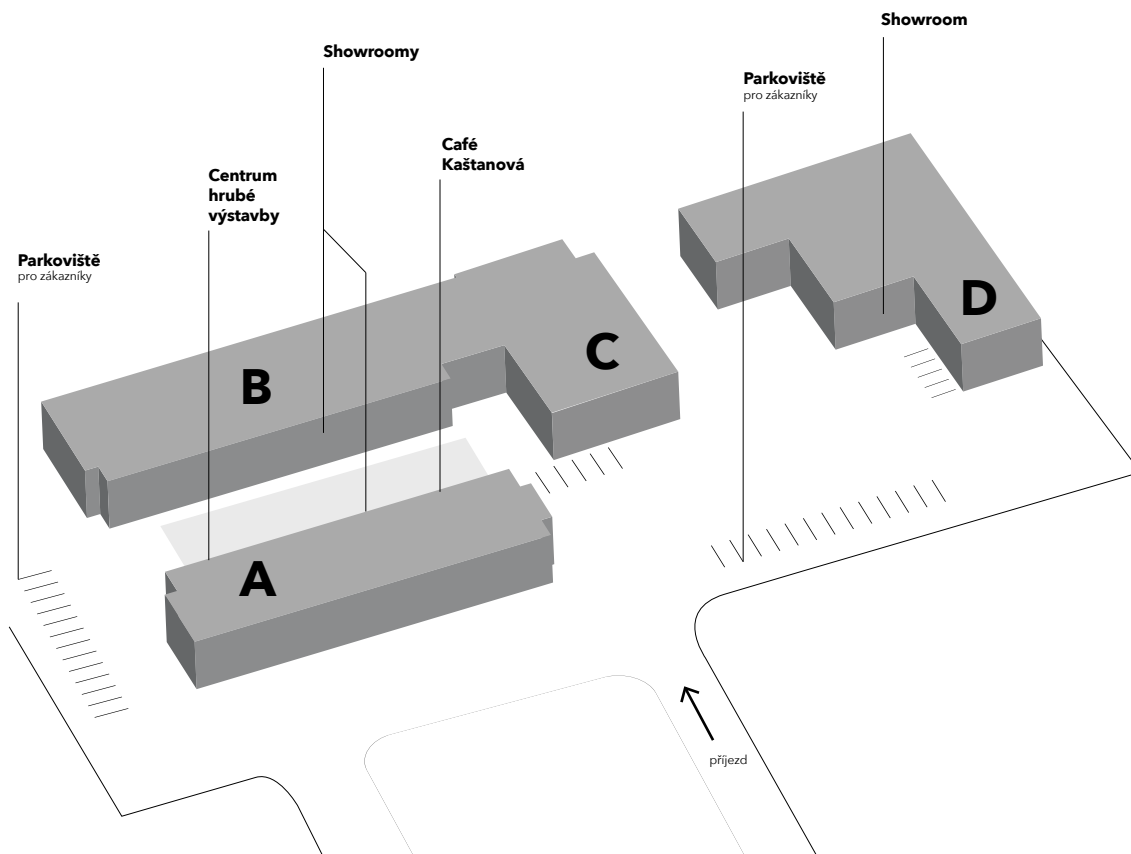 Showroom
Showroomy
Parkoviště
pro zákazníky
Café
Kaštanová
Centrum
hrubé
výstavby
Parkoviště
pro zákazníky
D
C
B
A
příjezd